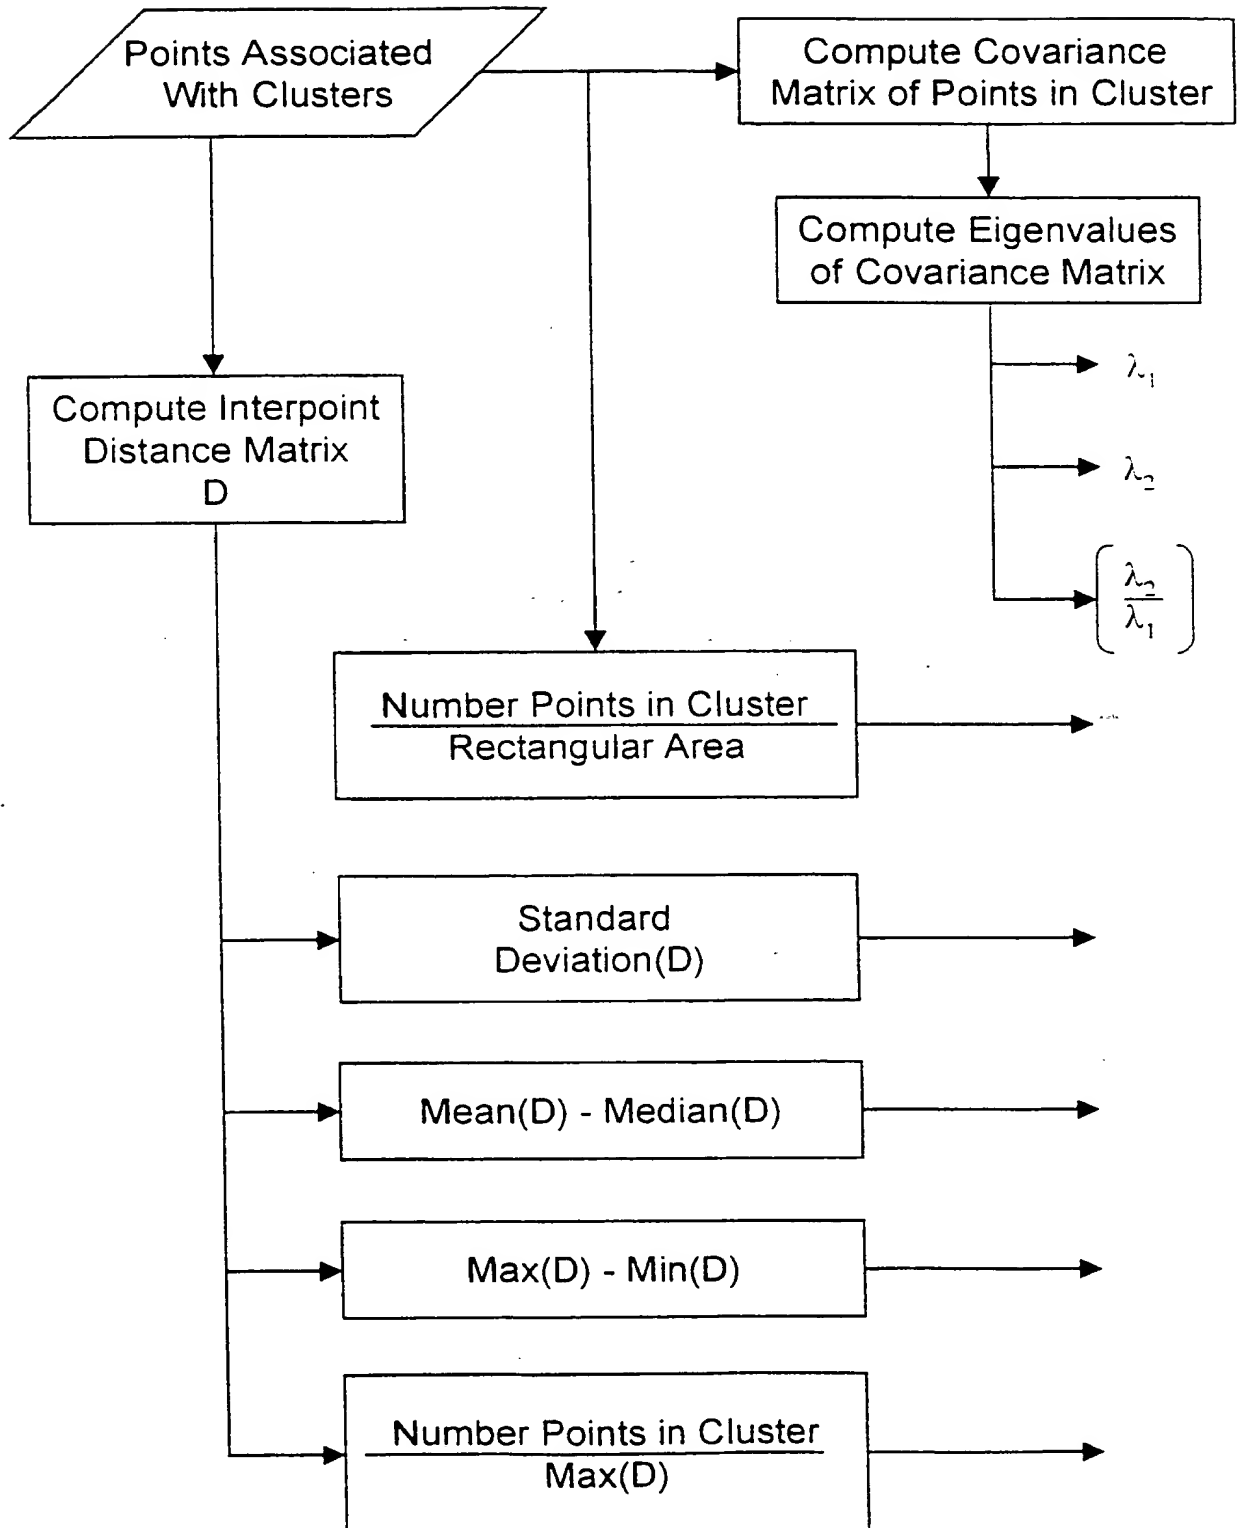 Points Associated
With Clusters
Compute Covariance
Matrix of Points in Cluster
Compute Eigenvalues
of Covariance Matrix
λ₁
λ₂
λ₂
λ₁
Compute Interpoint
Distance Matrix
D
Number Points in Cluster
Rectangular Area
Standard
Deviation(D)
Mean(D) - Median(D)
Max(D) - Min(D)
Number Points in Cluster
Max(D)